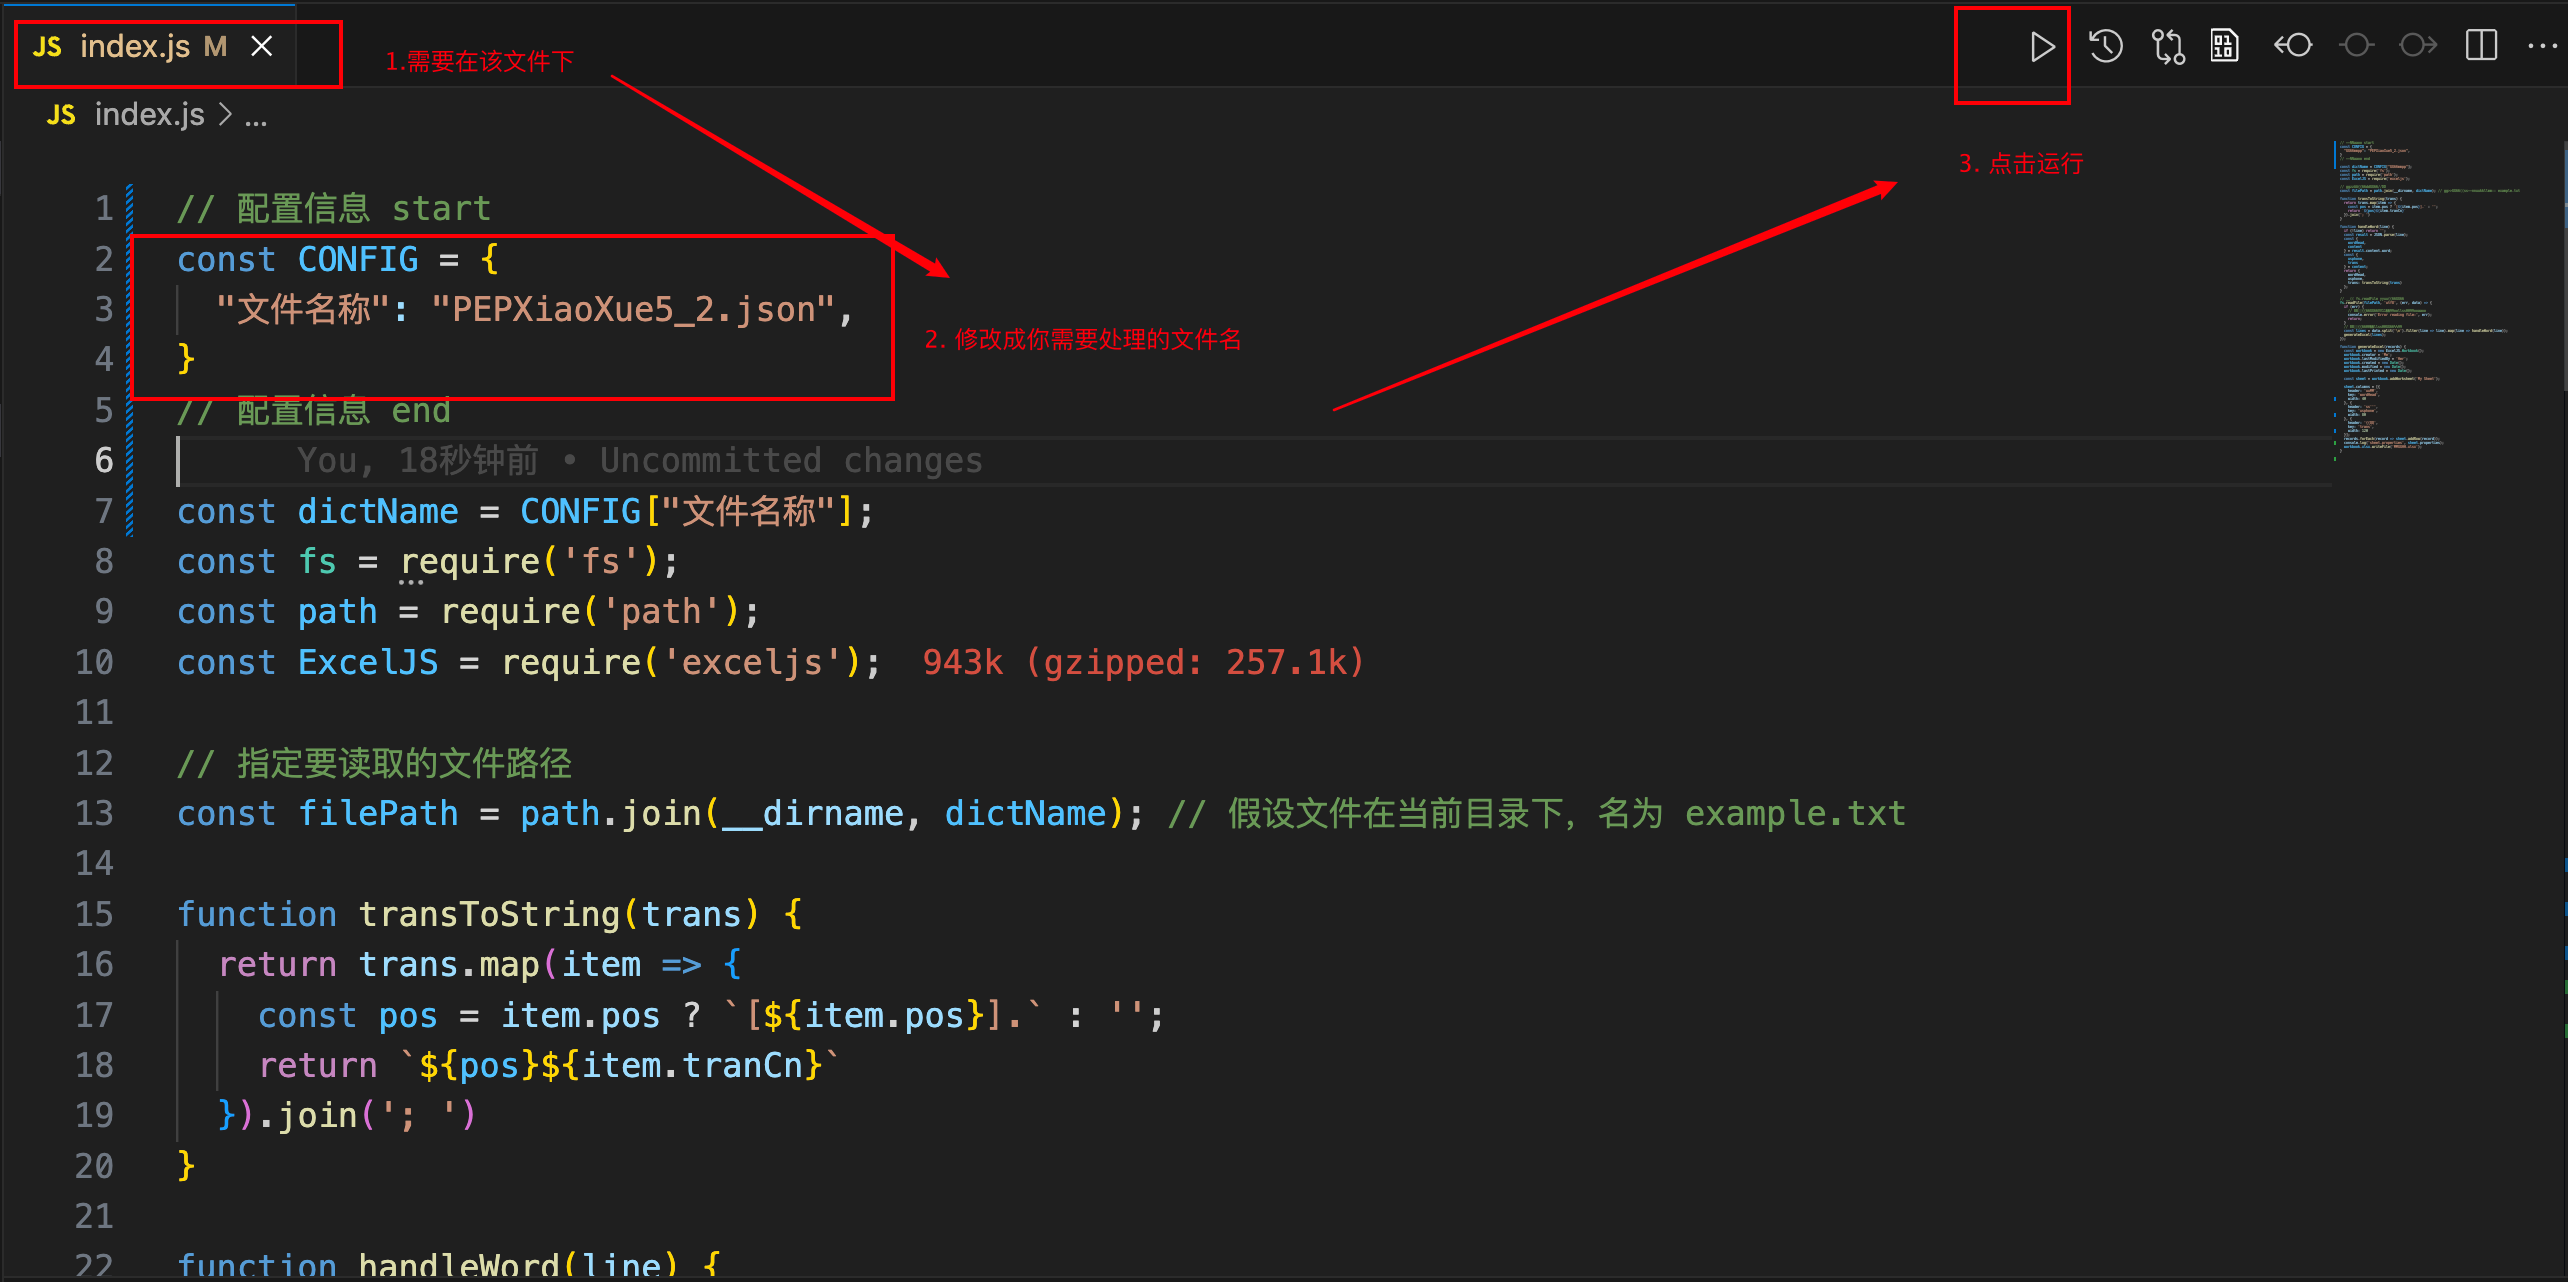 JS index.js M
1.需要在该文件下
JS index.js > ...
3. 点击运行
1 // 配置信息 start
2 const CONFIG = {
3 "文件名称": "PEPXiaoXue5_2.json",
2. 修改成你需要处理的文件名
4 }
5 // 配置信息 end
6 You, 18秒钟前 • Uncommitted changes
7 const dictName = CONFIG["文件名称"];
8 const fs = require('fs');
9 const path = require('path');
10 const ExcelJS = require('exceljs'); 943k (gzipped: 257.1k)
11
12 // 指定要读取的文件路径
13 const filePath = path.join(__dirname, dictName); // 假设文件在当前目录下，名为 example.txt
14
15 function transToString(trans) {
16 return trans.map(item => {
17 const pos = item.pos ? `[${item.pos}].` : '';
18 return `${pos}${item.tranCn}`
19 }).join('; ')
20 }
21
22 function handleWord(line) {